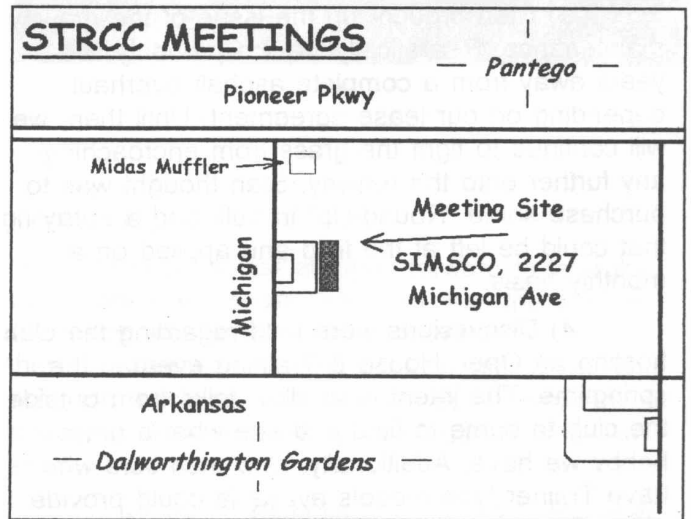 STRCC MEETINGS
Pantego
Pioneer Pkwy
Midas Muffler
Meeting Site
SIMSCO, 2227
Michigan Ave
Michigan
Arkansas
Dalworthington Gardens